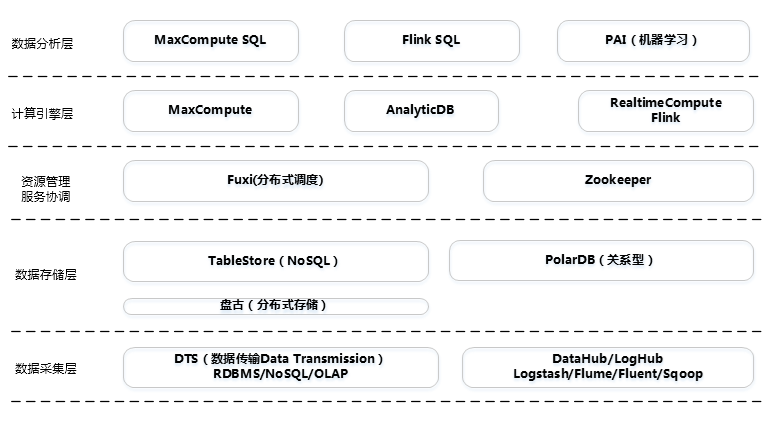 数据分析层
MaxCompute SQL
Flink SQL
PAI（机器学习）
计算引擎层
MaxCompute
AnalyticDB
RealtimeCompute
Flink
资源管理
服务协调
Fuxi(分布式调度)
Zookeeper
数据存储层
TableStore（NoSQL）
PolarDB（关系型）
盘古（分布式存储）
数据采集层
DTS（数据传输Data Transmission）
RDBMS/NoSQL/OLAP
DataHub/LogHub
Logstash/Flume/Fluent/Sqoop